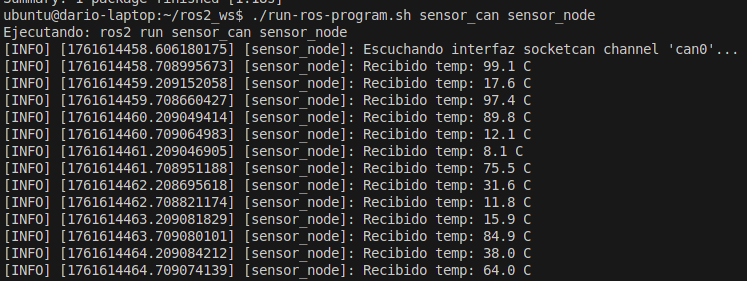 Summary: 1 package finished [1.103s]
ubuntu@dario-laptop:~/ros2_ws$ ./run-ros-program.sh sensor_can sensor_node
Ejecutando: ros2 run sensor_can sensor_node
[INFO] [1761614458.606180175] [sensor_node]: Escuchando interfaz socketcan channel 'can0'...
[INFO] [1761614458.708995673] [sensor_node]: Recibido temp: 99.1 C
[INFO] [1761614459.209152058] [sensor_node]: Recibido temp: 17.6 C
[INFO] [1761614459.708660427] [sensor_node]: Recibido temp: 97.4 C
[INFO] [1761614460.209049414] [sensor_node]: Recibido temp: 89.8 C
[INFO] [1761614460.709064983] [sensor_node]: Recibido temp: 12.1 C
[INFO] [1761614461.209046905] [sensor_node]: Recibido temp: 8.1 C
[INFO] [1761614461.708951188] [sensor_node]: Recibido temp: 75.5 C
[INFO] [1761614462.208695618] [sensor_node]: Recibido temp: 31.6 C
[INFO] [1761614462.708821174] [sensor_node]: Recibido temp: 11.8 C
[INFO] [1761614463.209081829] [sensor_node]: Recibido temp: 15.9 C
[INFO] [1761614463.709080101] [sensor_node]: Recibido temp: 84.9 C
[INFO] [1761614464.209084212] [sensor_node]: Recibido temp: 38.0 C
[INFO] [1761614464.709074139] [sensor_node]: Recibido temp: 64.0 C